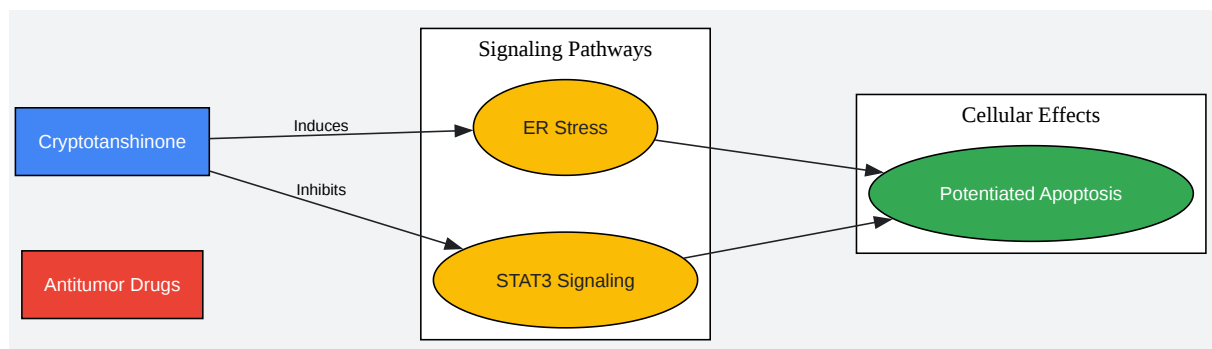 Signaling Pathways
Cryptotanshinone
Induces
ER Stress
Inhibits
Antitumor Drugs
STAT3 Signaling
Cellular Effects
Potentiated Apoptosis